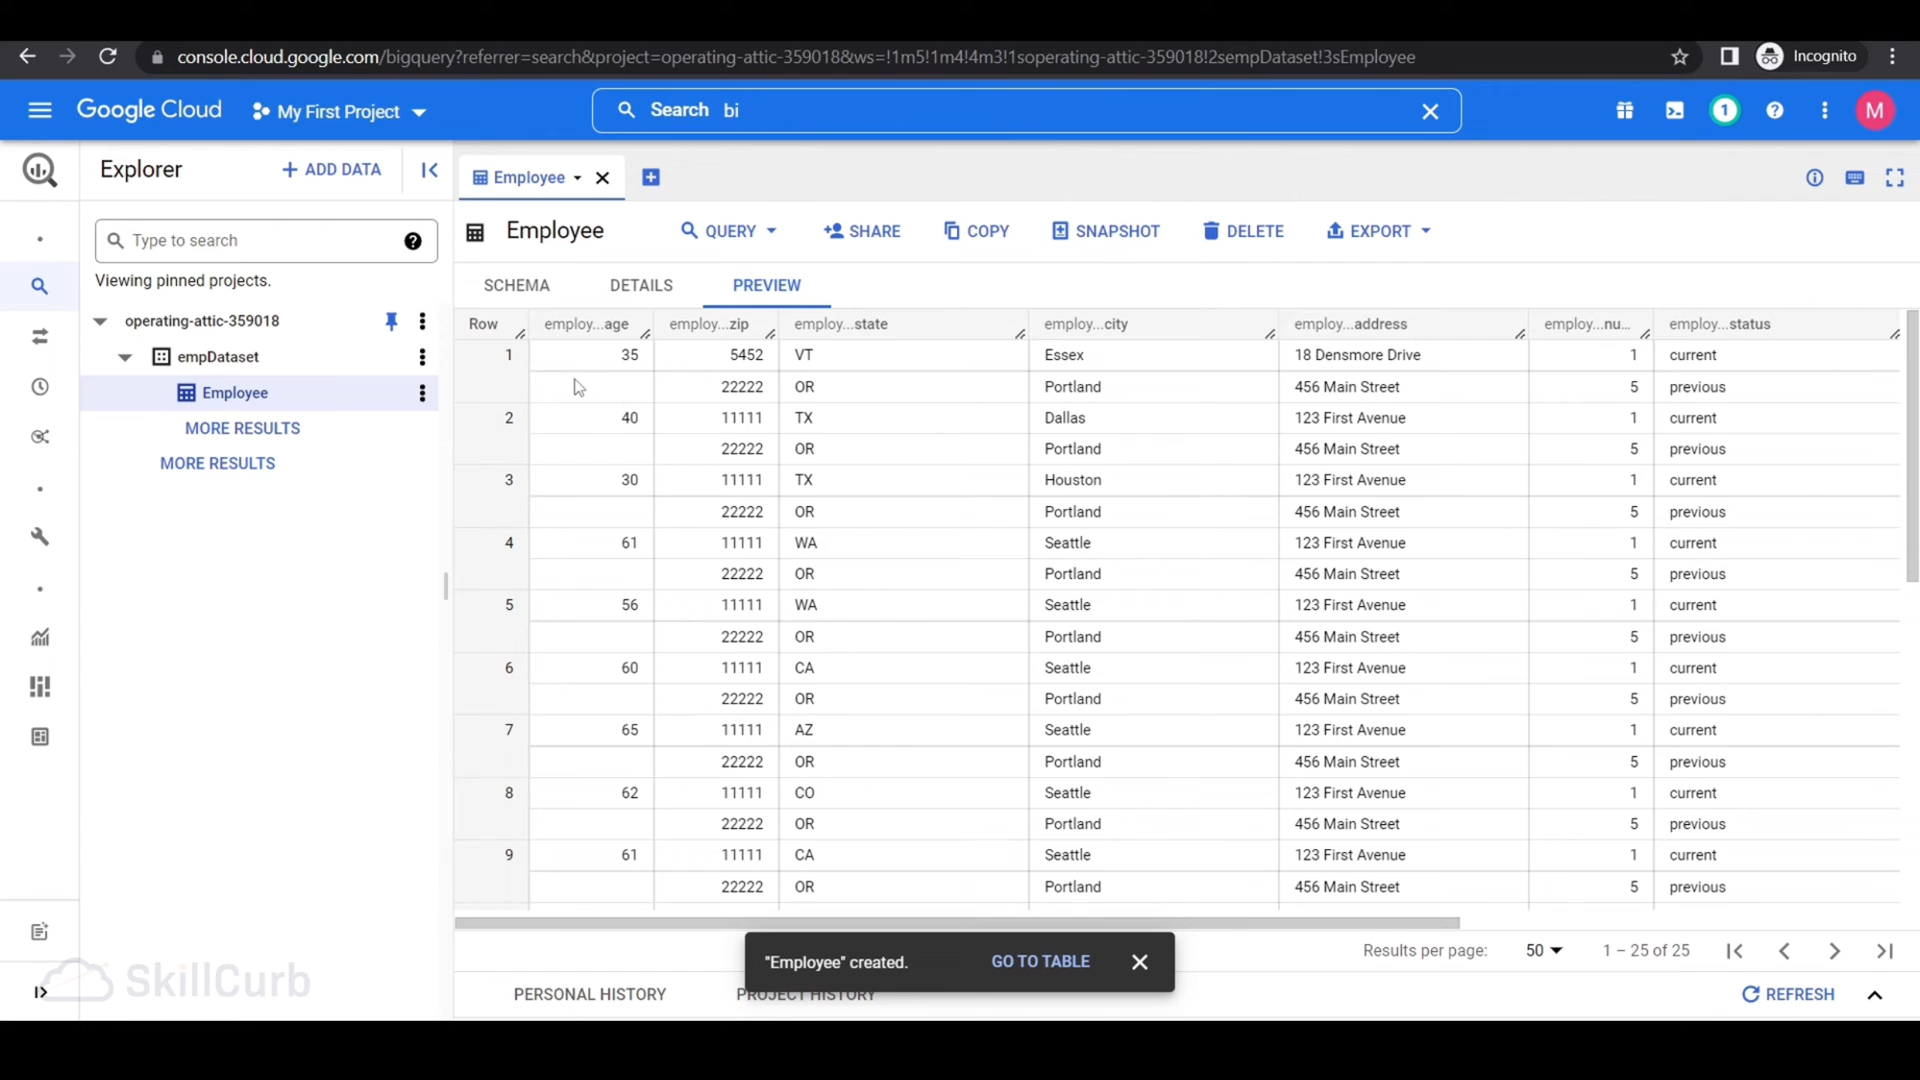 console.cloud.google.com/bigquery?referrer=search&project=operating-attic-359018&ws=!1m5!1m4!4m3!1soperating-attic-359018!2sempDataset!3sEmployee
Incognito
Google Cloud
My First Project
Search bi
1
M
Explorer
+ ADD DATA
Employee
Type to search
Employee
QUERY
SHARE
COPY
SNAPSHOT
DELETE
EXPORT
Viewing pinned projects.
SCHEMA
DETAILS
PREVIEW
operating-attic-359018
empDataset
Employee
MORE RESULTS
MORE RESULTS
Row employ...age employ...zip employ...state employ...city employ...address employ...nu... employ...status
1 35 5452 VT Essex 18 Densmore Drive 1 current
22222 OR Portland 456 Main Street 5 previous
2 40 11111 TX Dallas 123 First Avenue 1 current
22222 OR Portland 456 Main Street 5 previous
3 30 11111 TX Houston 123 First Avenue 1 current
22222 OR Portland 456 Main Street 5 previous
4 61 11111 WA Seattle 123 First Avenue 1 current
22222 OR Portland 456 Main Street 5 previous
5 56 11111 WA Seattle 123 First Avenue 1 current
22222 OR Portland 456 Main Street 5 previous
6 60 11111 CA Seattle 123 First Avenue 1 current
22222 OR Portland 456 Main Street 5 previous
7 65 11111 AZ Seattle 123 First Avenue 1 current
22222 OR Portland 456 Main Street 5 previous
8 62 11111 CO Seattle 123 First Avenue 1 current
22222 OR Portland 456 Main Street 5 previous
9 61 11111 CA Seattle 123 First Avenue 1 current
22222 OR Portland 456 Main Street 5 previous
Results per page: 50 1 – 25 of 25
"Employee" created. GO TO TABLE
SkillCurb
PERSONAL HISTORY
PROJECT HISTORY
REFRESH